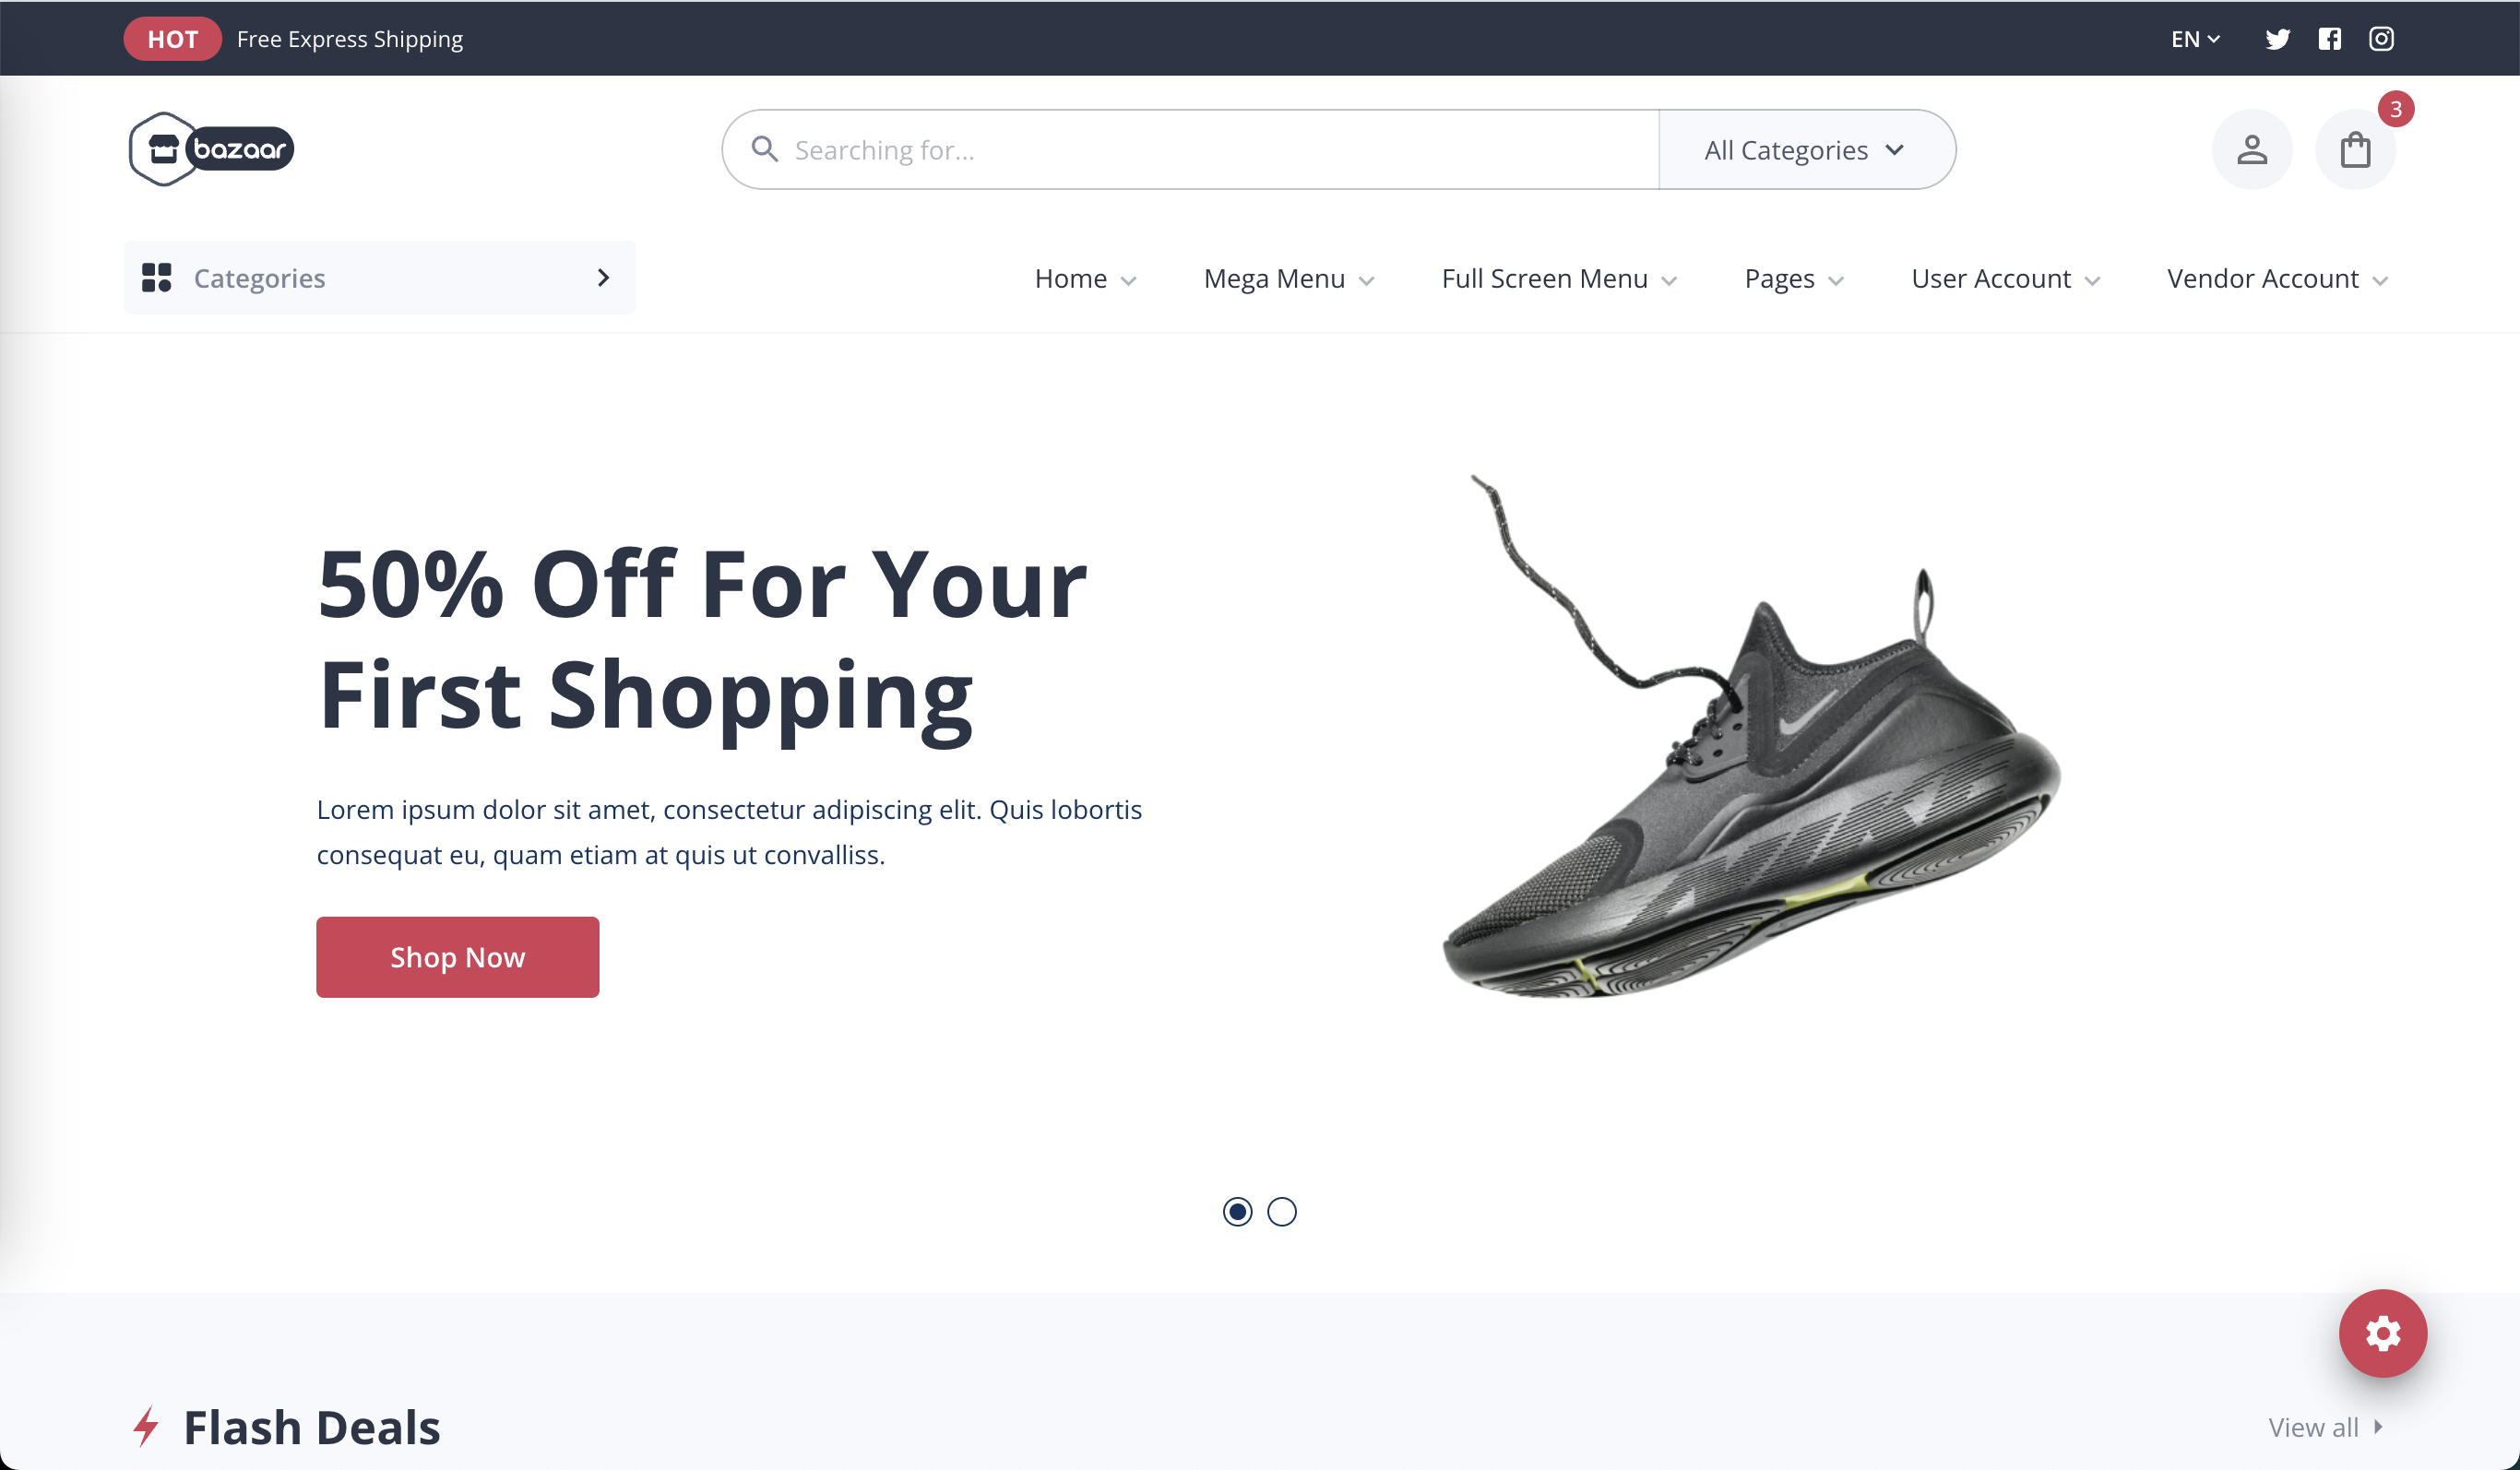 HOT Free Express Shipping EN
bazaar Searching for... All Categories 3
Categories Home Mega Menu Full Screen Menu Pages User Account Vendor Account
50% Off For Your
First Shopping
Lorem ipsum dolor sit amet, consectetur adipiscing elit. Quis lobortis
consequat eu, quam etiam at quis ut convalliss.
Shop Now
Flash Deals View all